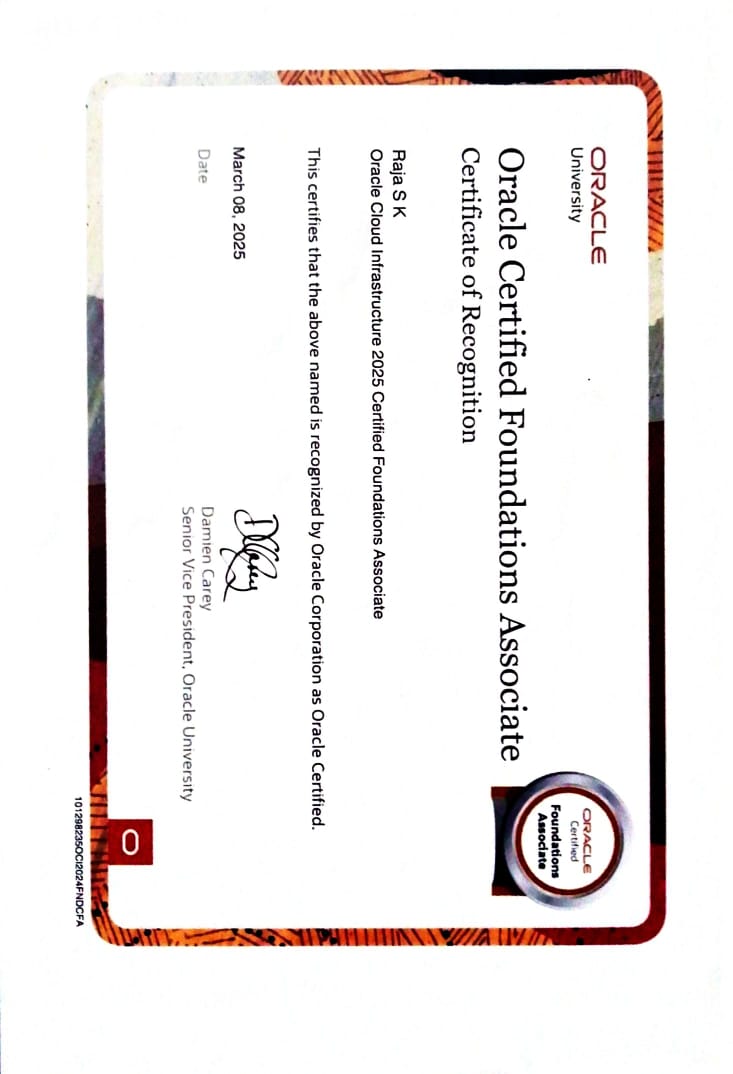 ORACLE
University
Oracle Certified Foundations Associate
Certificate of Recognition
ORACLE
Certified
Foundations
Associate
Raja S K
Oracle Cloud Infrastructure 2025 Certified Foundations Associate
This certifies that the above named is recognized by Oracle Corporation as Oracle Certified.
March 08, 2025
Date
DCarey
Damien Carey
Senior Vice President, Oracle University
101298235OCI2024FNDCFA